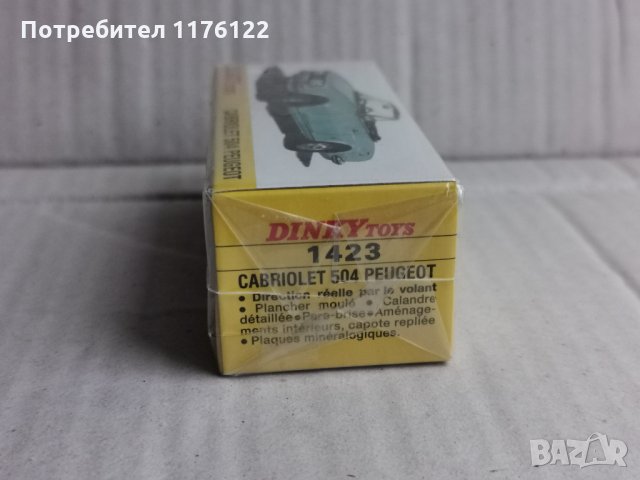 Потребител 1176122
CABRIOLET 504 PEUGEOT
DINKY TOYS
1423
CABRIOLET 504 PEUGEOT
• Direction réelle par le volant
• Plancher moulé • Calandre
détaillée • Pare-brise • Aménage-
ments intérieurs, capote repliée
• Plaques minéralogiques.
BAZAR